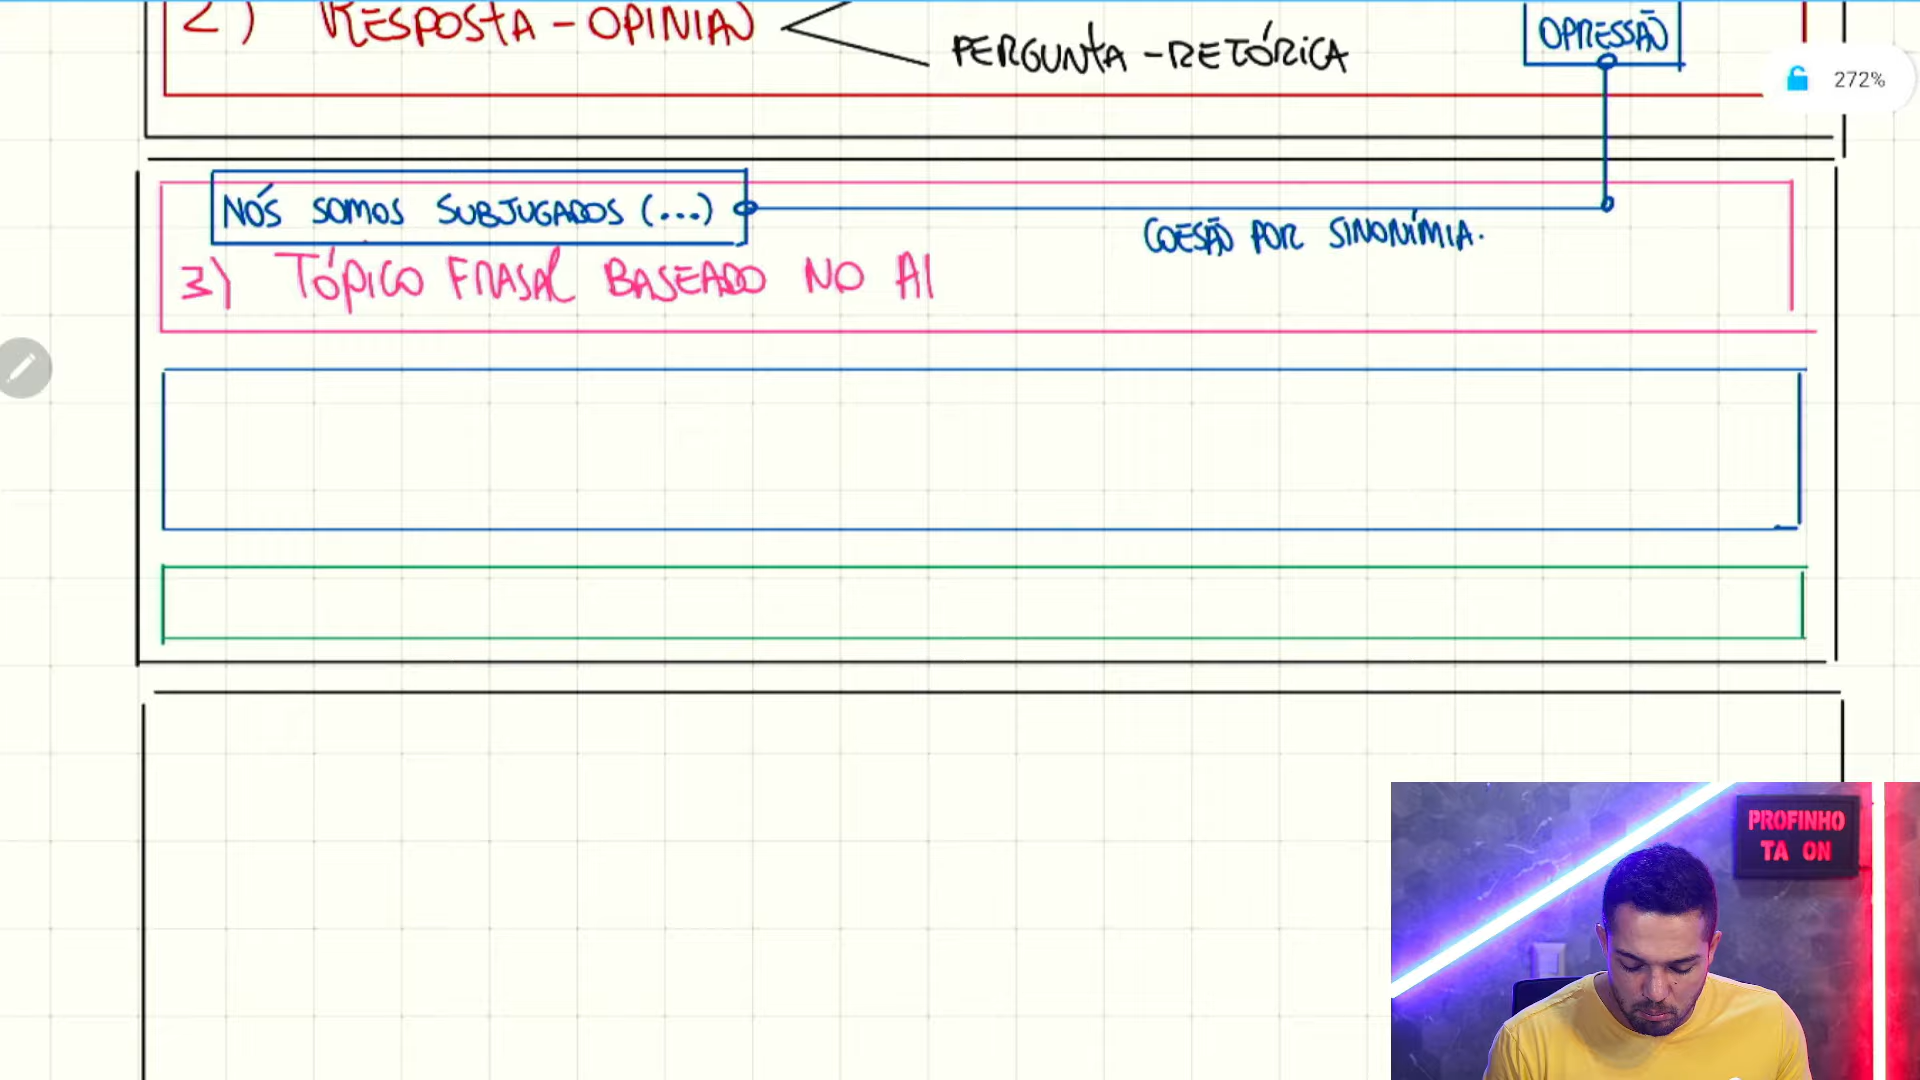 2) RESPOSTA - OPINIÃO
PERGUNTA - RETÓRICA
OPRESSÃO
272%
NÓS SOMOS SUBJUGADOS (...)
COESÃO POR SINONÍMIA.
3) TÓPICO FRASAL BASEADO NO A1
PROFINHO
TA ON